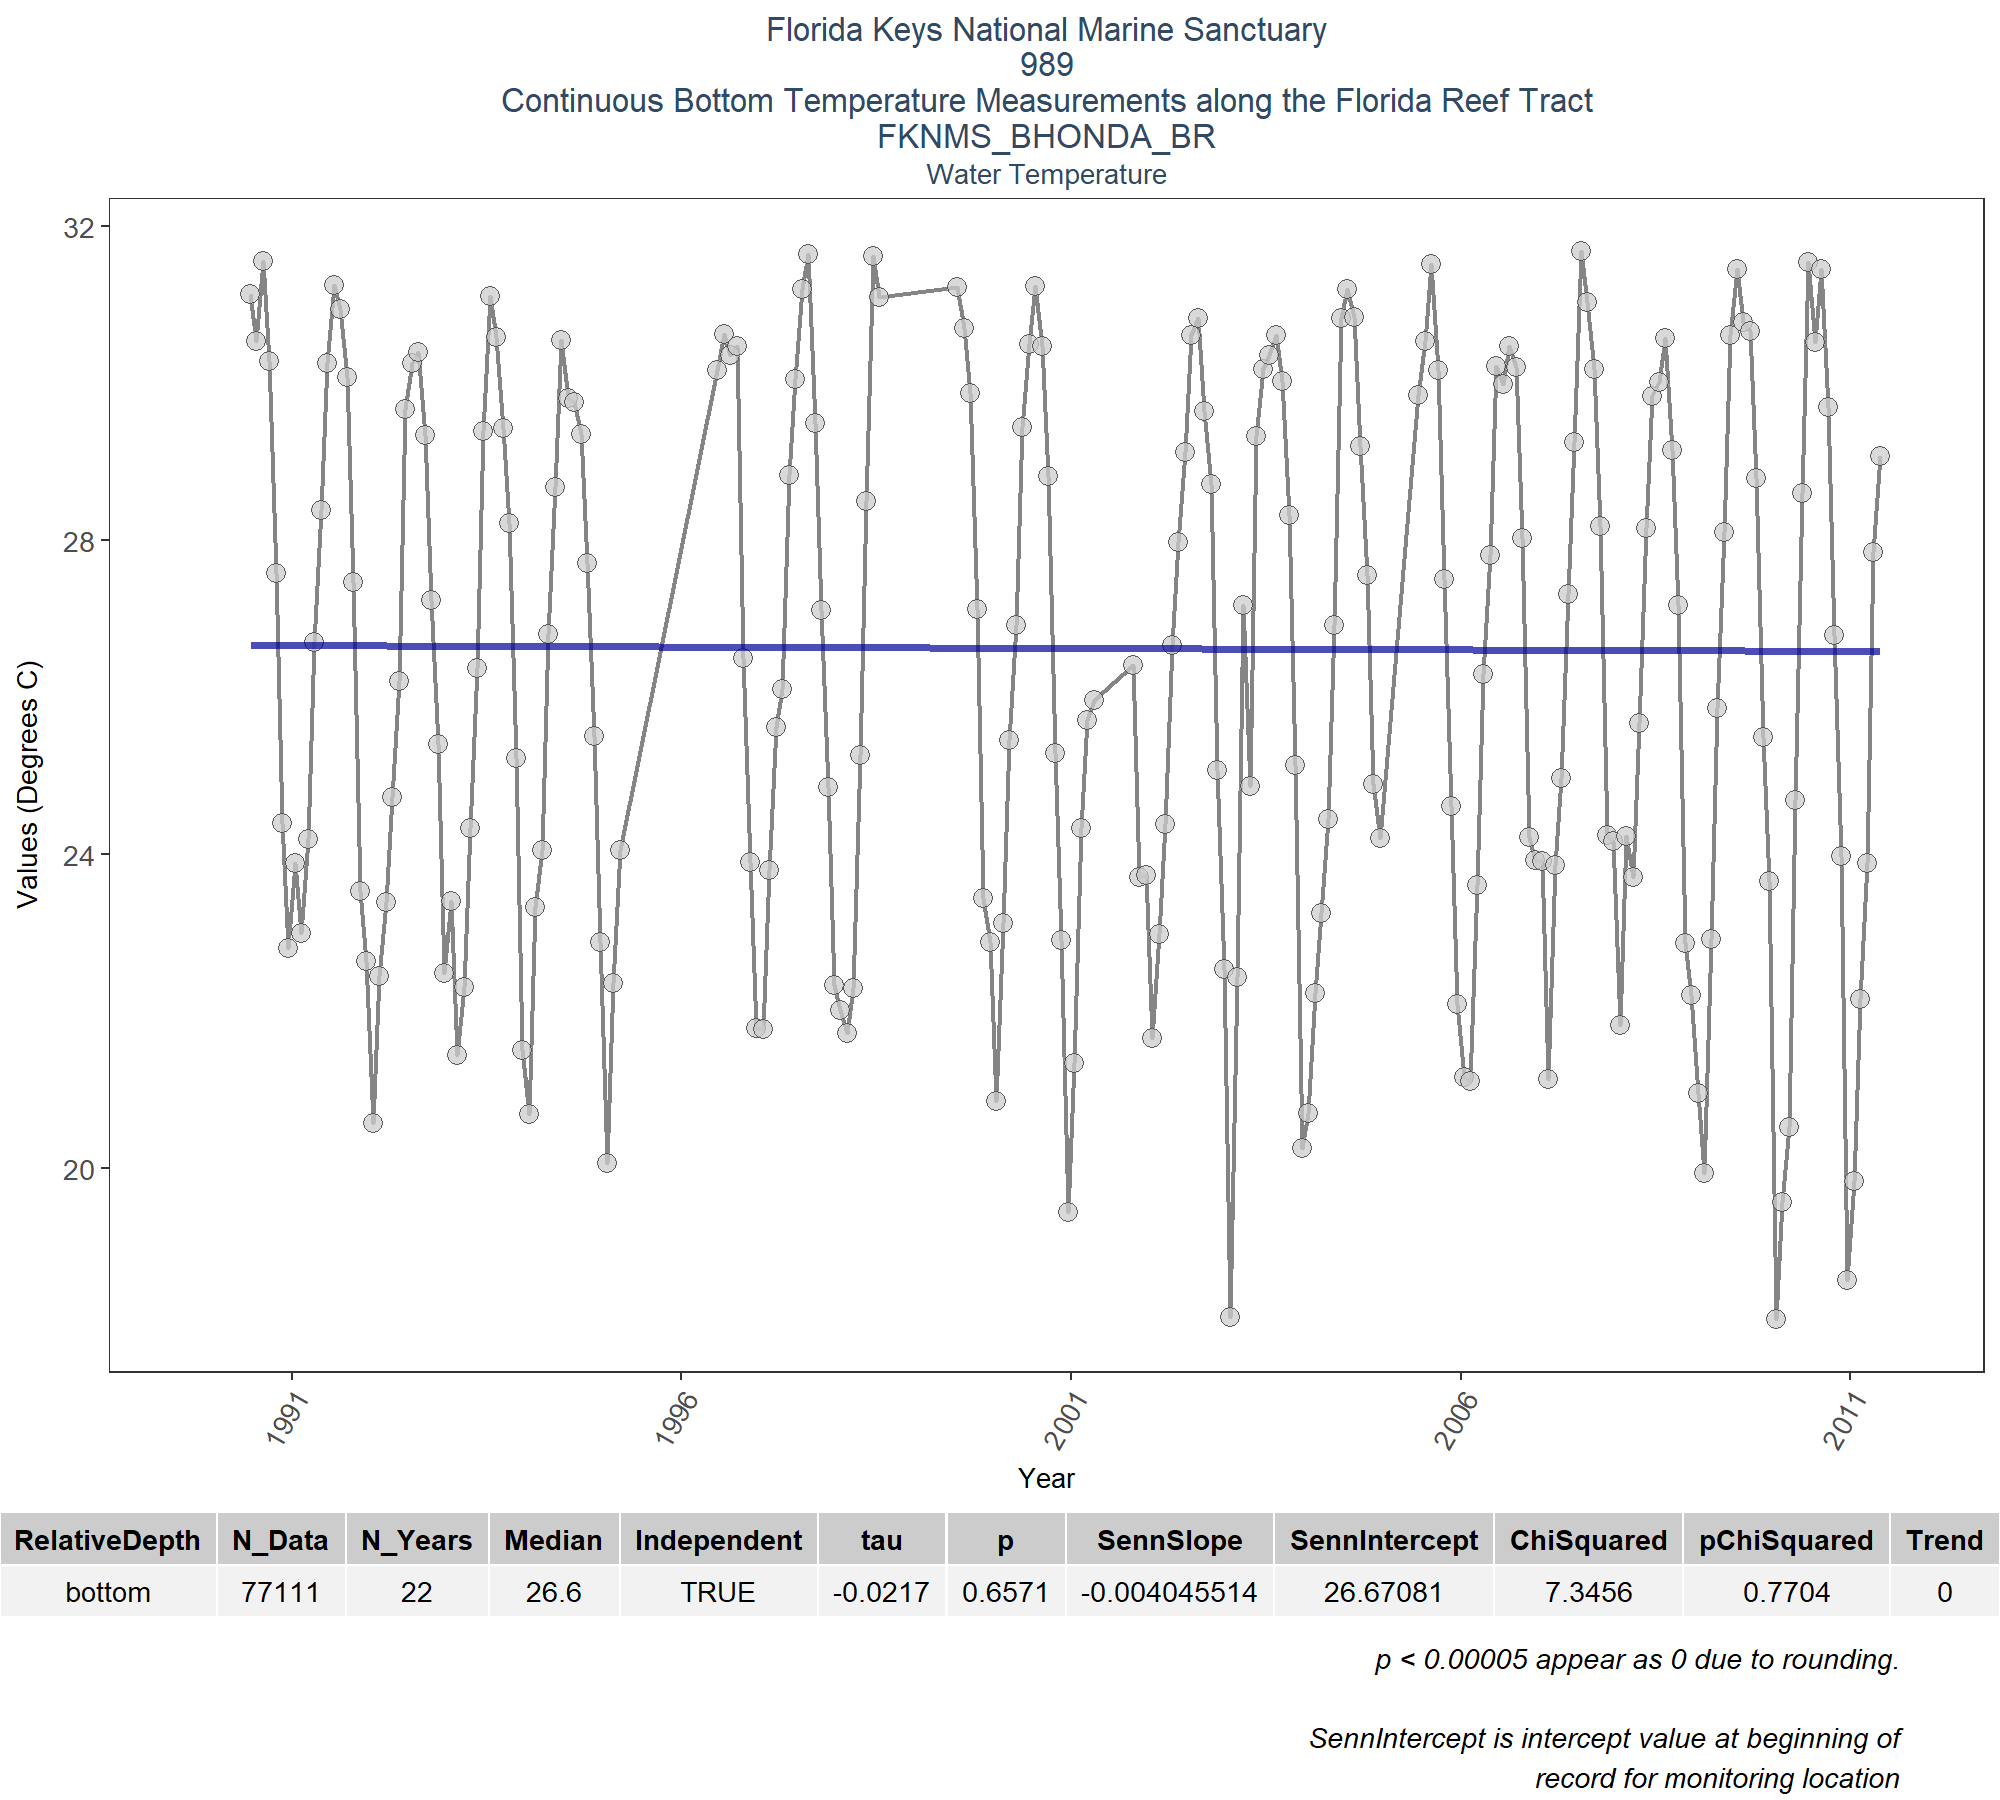 Florida Keys National Marine Sanctuary
989
Continuous Bottom Temperature Measurements along the Florida Reef Tract
FKNMS_BHONDA_BR
Water Temperature
32
28
24
20
Values (Degrees C)
1991
1996
2001
2006
2011
Year
RelativeDepth N_Data N_Years Median Independent tau p SennSlope SennIntercept ChiSquared pChiSquared Trend
bottom 77111 22 26.6 TRUE -0.0217 0.6571 -0.004045514 26.67081 7.3456 0.7704 0
p < 0.00005 appear as 0 due to rounding.
SennIntercept is intercept value at beginning of
record for monitoring location